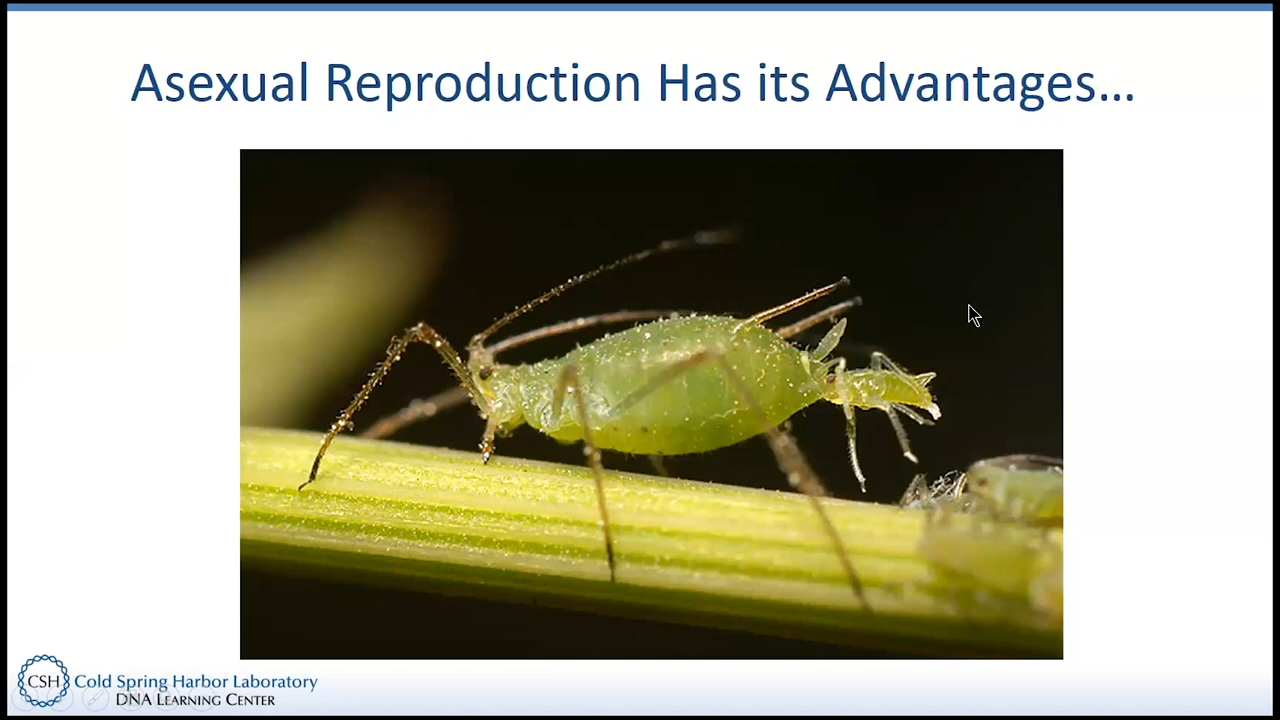 Asexual Reproduction Has its Advantages…
CSH
Cold Spring Harbor Laboratory
DNA LEARNING CENTER